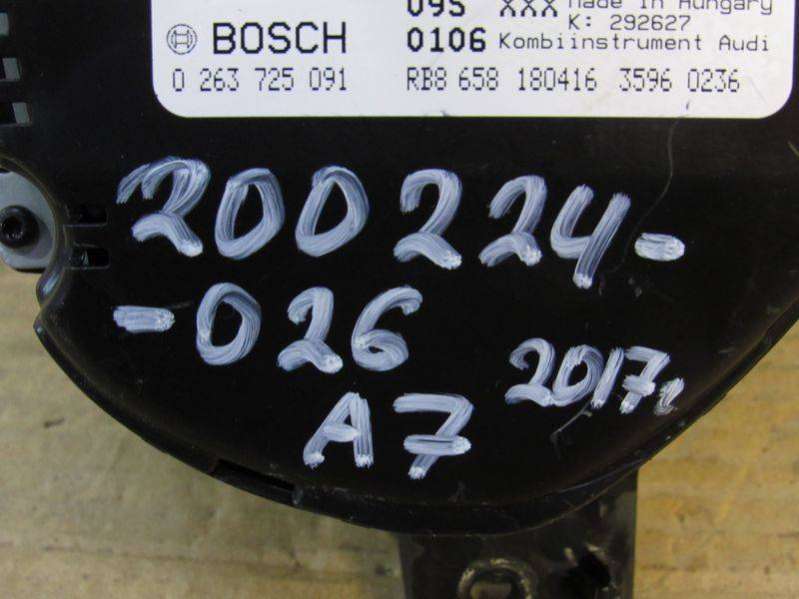 09S XXX Made in Hungary
K: 292627
BOSCH 0106 Kombiinstrument Audi
0 263 725 091 RB8 658 180416 3596 0236
200224-
-026
A7 2017г